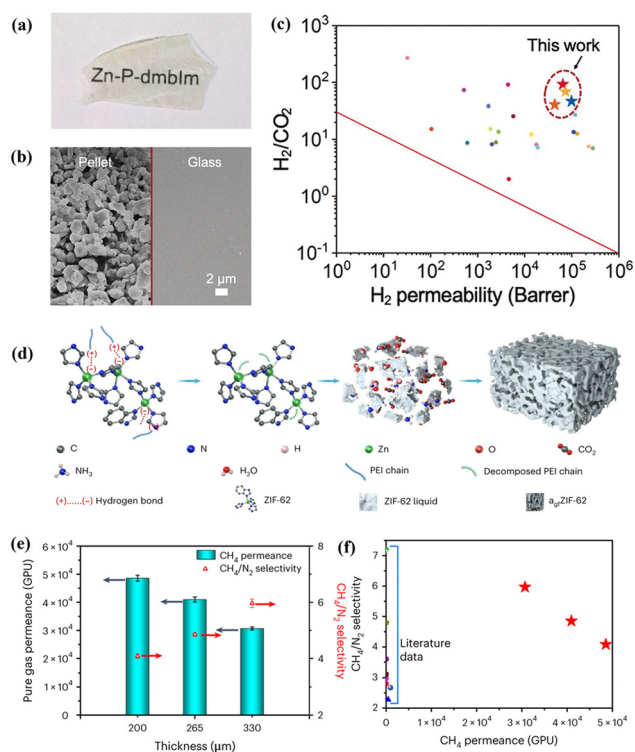 (a)
Zn-P-dmbIm
(b)
Pellet
Glass
2 µm
(c)
This work
H₂/CO₂
10³
10²
10¹
10⁰
10⁻¹
10⁰ 10¹ 10² 10³ 10⁴ 10⁵ 10⁶
H₂ permeability (Barrer)
(d)
(+)
(−)
(+)
(−)
(−)
C N H Zn O CO₂
NH₃ H₂O PEI chain Decomposed PEI chain
(+)......(−) Hydrogen bond ZIF-62 ZIF-62 liquid a_gfZIF-62
(e)
CH₄ permeance
CH₄/N₂ selectivity
Pure gas permeance (GPU)
6 × 10⁴
5 × 10⁴
4 × 10⁴
3 × 10⁴
2 × 10⁴
1 × 10⁴
0
8
6
4
2
CH₄/N₂ selectivity
200 265 330
Thickness (µm)
(f)
CH₄/N₂ selectivity
7
6
5
4
3
2
Literature
data
0 1 × 10⁴ 2 × 10⁴ 3 × 10⁴ 4 × 10⁴ 5 × 10⁴
CH₄ permeance (GPU)